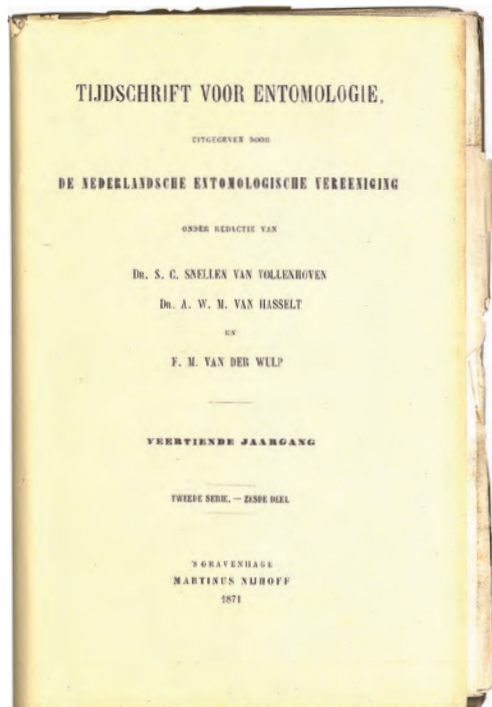 TIJDSCHRIFT VOOR ENTOMOLOGIE,
UITGEGEVEN DOOR
DE NEDERLANDSCHE ENTOMOLOGISCHE VEREENIGING
ONDER REDACTIE VAN
DR. S. C. SNELLEN VAN VOLLENHOVEN
DR. A. W. M. VAN HASSELT
EN
F. M. VAN DER WULP
VEERTIENDE JAARGANG
TWEEDE SERIE. — ZESDE DEEL
'S GRAVENHAGE
MARTINUS NIJHOFF
1871